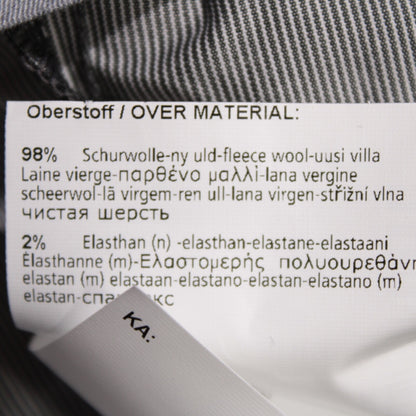 Oberstoff / OVER MATERIAL:
98% Schurwolle-ny uld-fleece wool-uusi villa
Laine vierge-παρθένο μαλλί-lana vergine
scheerwol-lã virgem-ren ull-lana virgen-střižní vlna
чистая шерсть
2% Elasthan (n) -elasthan-elastane-elastaani
Élasthanne (m)-Ελαστομερής πολυουρεθάνη
elastan (m) elastaan-elastano-elastan-elastano (m)
elastan-
KA: